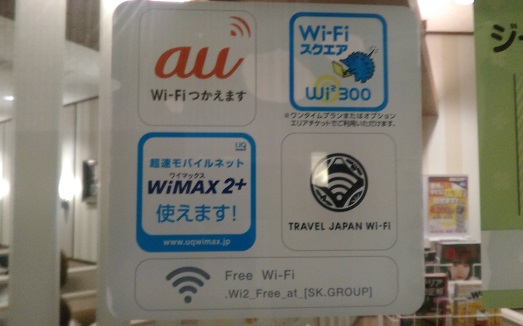 au
Wi-Fiつかえます
Wi-Fi
スクエア
Wi2 300
※ワンタイムプランまたはオプション
エリアチケットでご利用いただけます。
UQ
超速モバイルネット
ワイマックス
WiMAX 2+
使えます!
www.uqwimax.jp
TRAVEL JAPAN Wi-Fi
Free Wi-Fi
.Wi2_Free_at_[SK.GROUP]
ジー